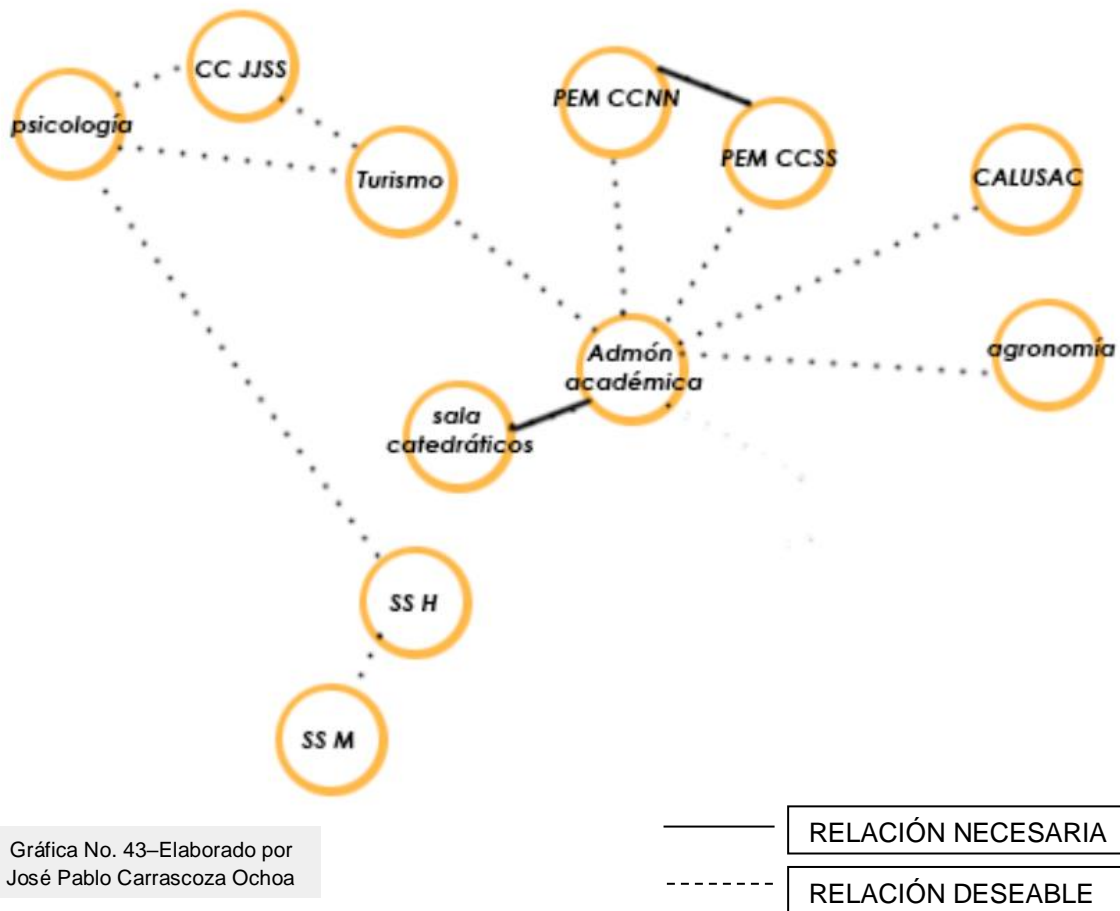 CC JJSS
psicología
Turismo
PEM CCNN
PEM CCSS
CALUSAC
agronomía
Admón
académica
sala
catedráticos
SS H
SS M
Gráfica No. 43–Elaborado por
José Pablo Carrascoza Ochoa
RELACIÓN NECESARIA
RELACIÓN DESEABLE